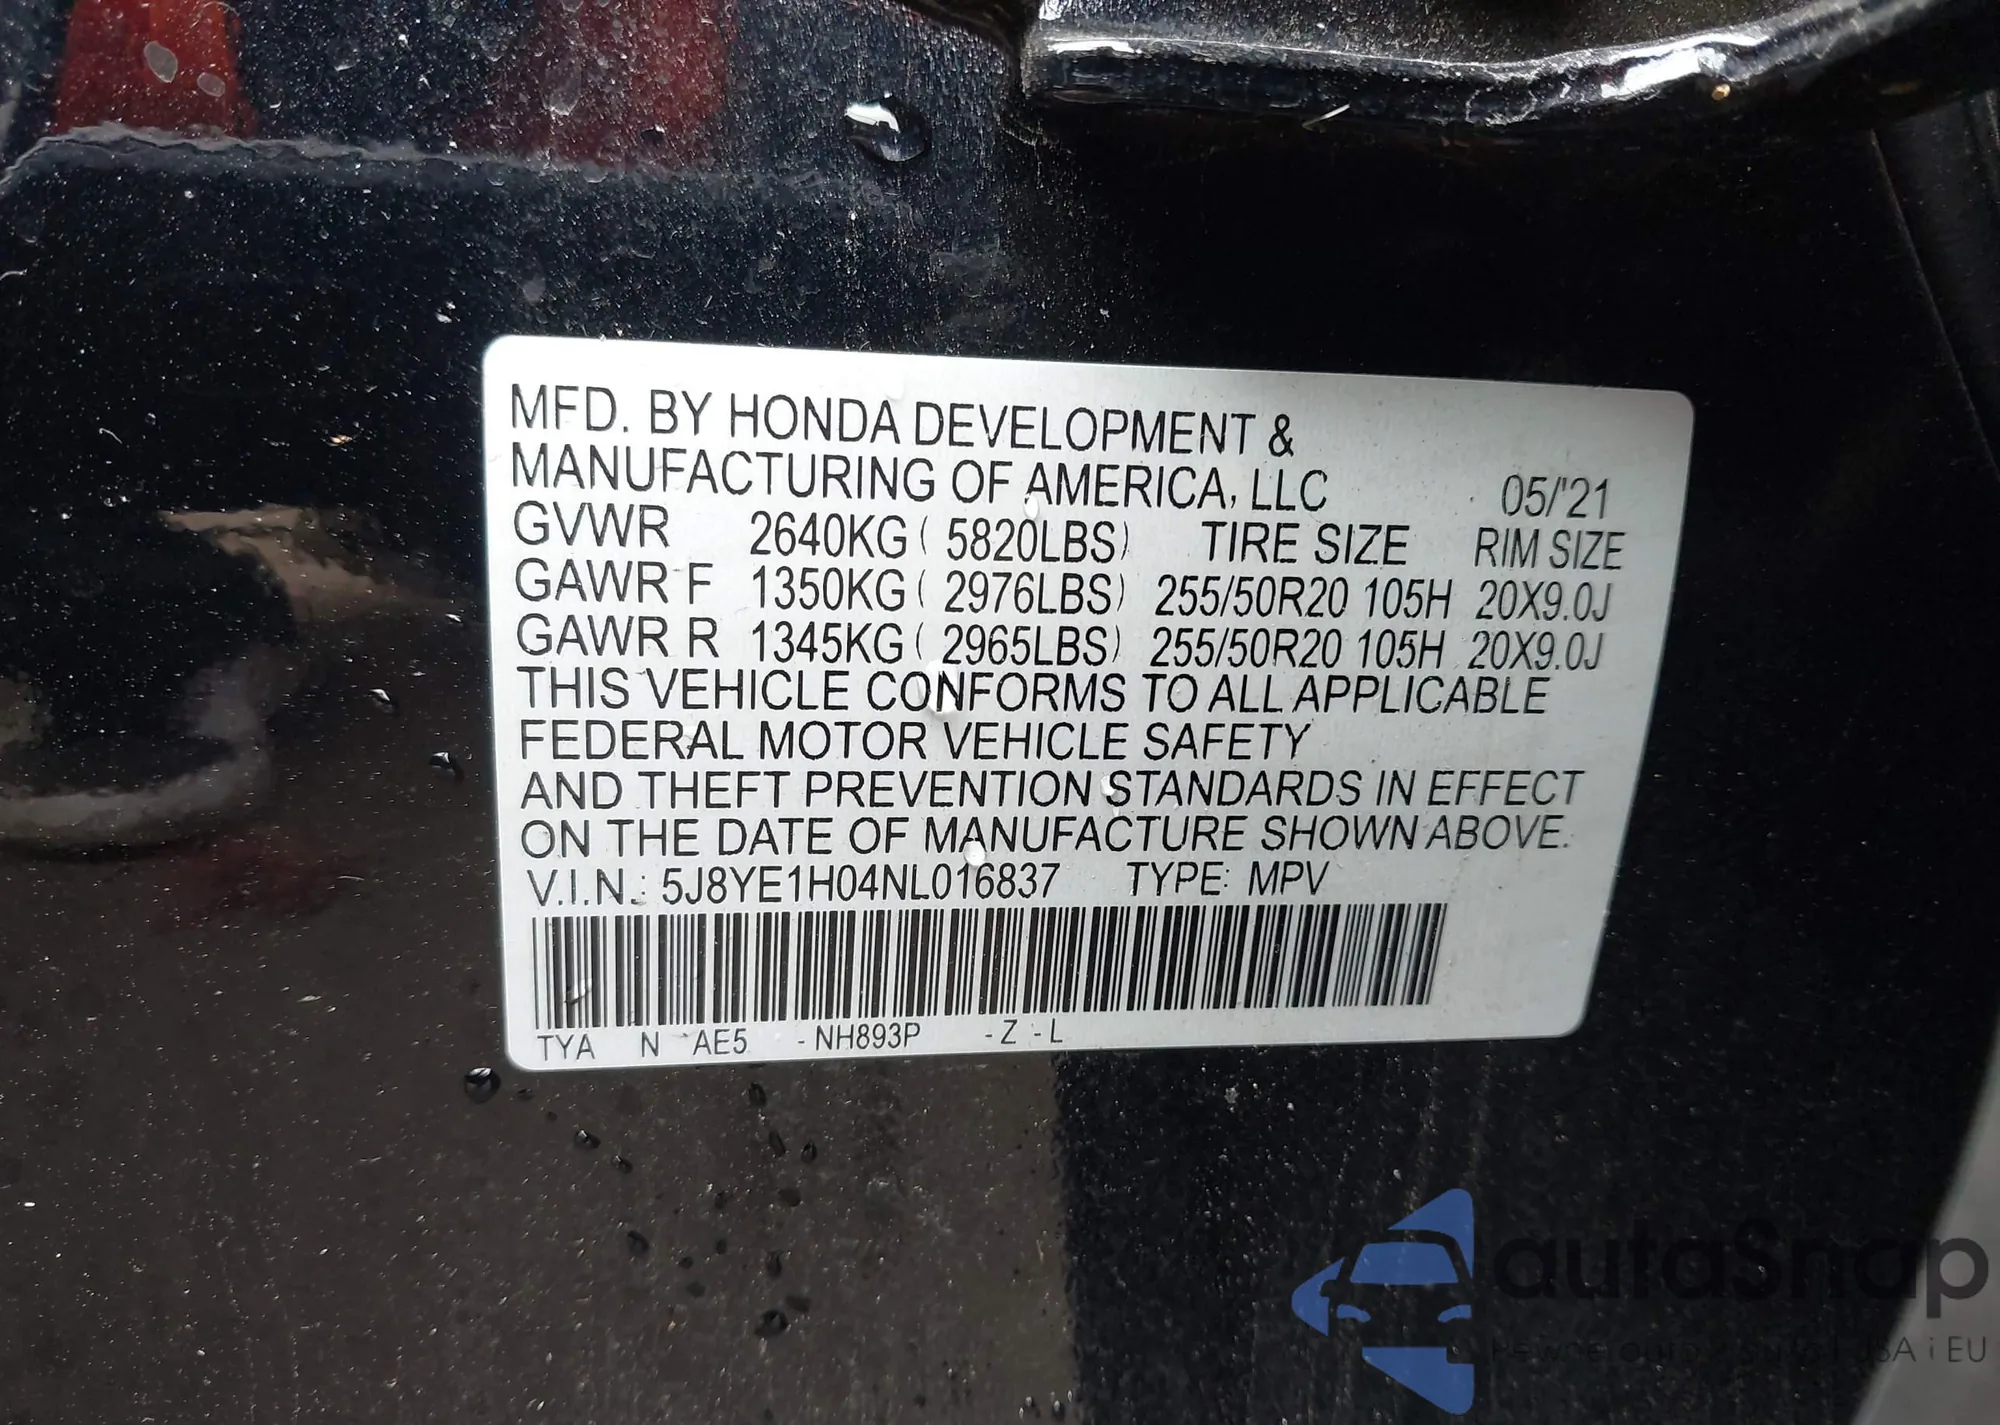 MFD. BY HONDA DEVELOPMENT &
MANUFACTURING OF AMERICA, LLC 05/'21
GVWR 2640KG ( 5820LBS) TIRE SIZE RIM SIZE
GAWR F 1350KG ( 2976LBS) 255/50R20 105H 20X9.0J
GAWR R 1345KG ( 2965LBS) 255/50R20 105H 20X9.0J
THIS VEHICLE CONFORMS TO ALL APPLICABLE
FEDERAL MOTOR VEHICLE SAFETY
AND THEFT PREVENTION STANDARDS IN EFFECT
ON THE DATE OF MANUFACTURE SHOWN ABOVE.
V.I.N.: 5J8YE1H04NL016837 TYPE: MPV
TYA N AE5 - NH893P - Z - L
autoSnap
USA i EU